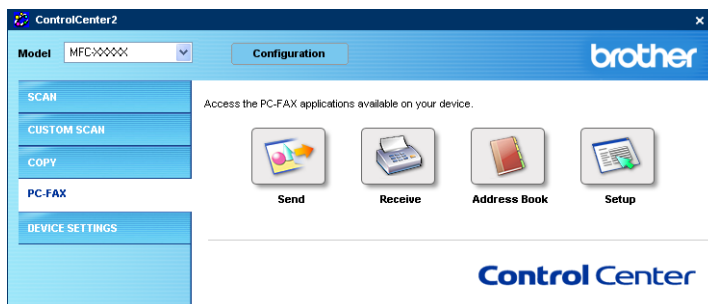 ControlCenter2
Model MFC-XXXXX Configuration brother
SCAN
CUSTOM SCAN
COPY
PC-FAX
DEVICE SETTINGS
Access the PC-FAX applications available on your device.
Send Receive Address Book Setup
Control Center